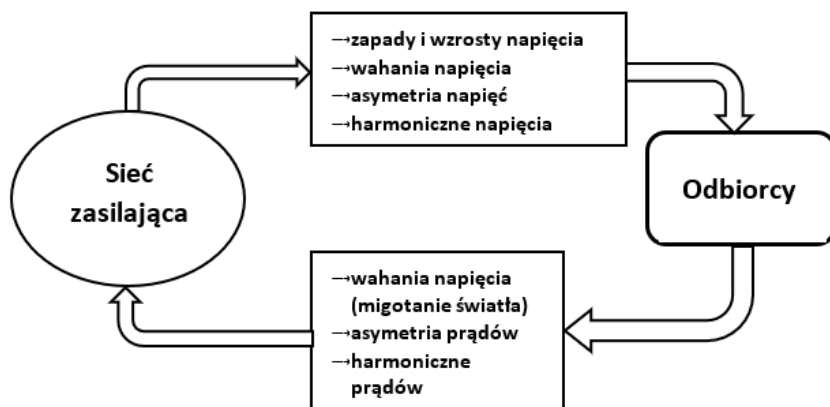 →zapady i wzrosty napięcia
→wahania napięcia
→asymetria napięć
→harmoniczne napięcia
Sieć
zasilająca
Odbiorcy
→wahania napięcia
(migotanie światła)
→asymetria prądów
→harmoniczne
prądów